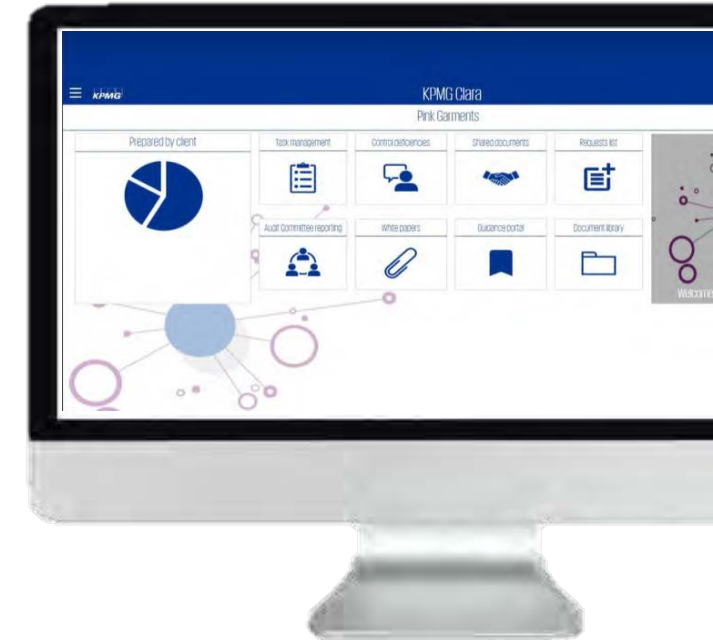 KPMG
KPMG Clara
Pink Garments
Prepared by client
Task management
Control deficiencies
Shared documents
Requests list
Audit Committee reporting
White papers
Guidance portal
Document library
Welcome